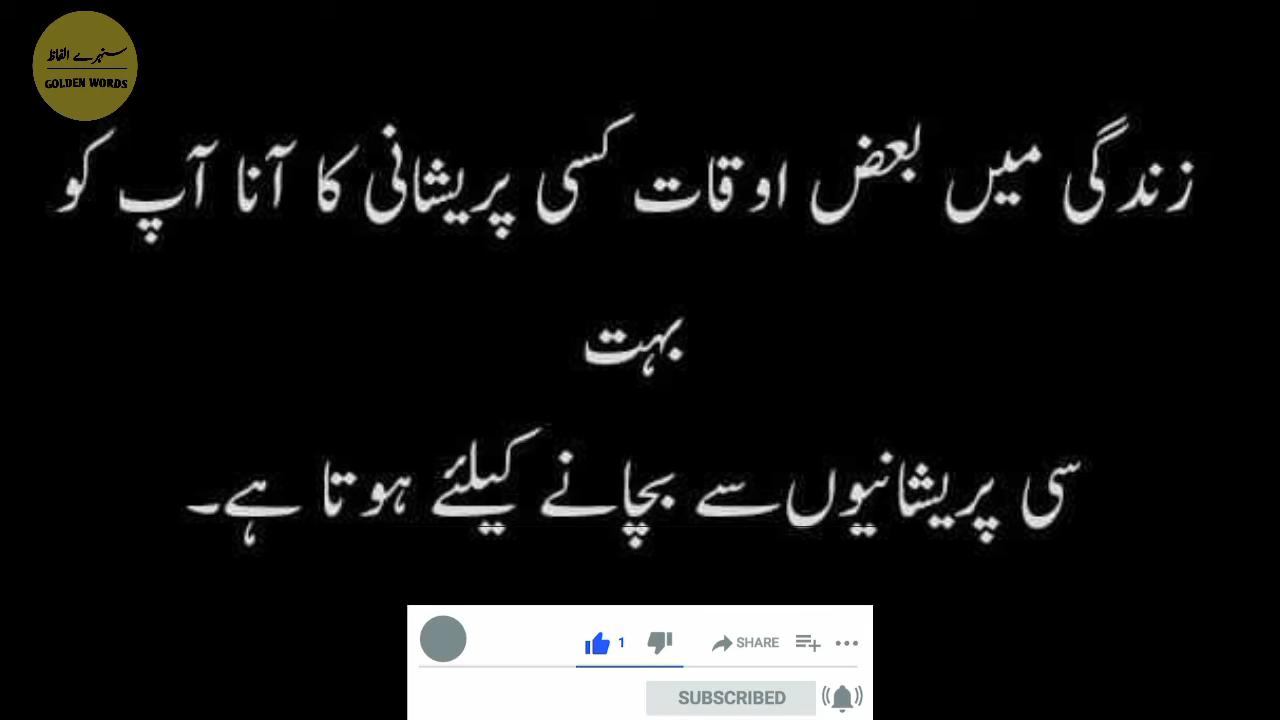 سنہرے الفاظ
GOLDEN WORDS
زندگی میں بعض اوقات کسی پریشانی کا آنا آپ کو
بہت
سی پریشانیوں سے بچانے کیلئے ہوتا ہے۔
1 SHARE
SUBSCRIBED